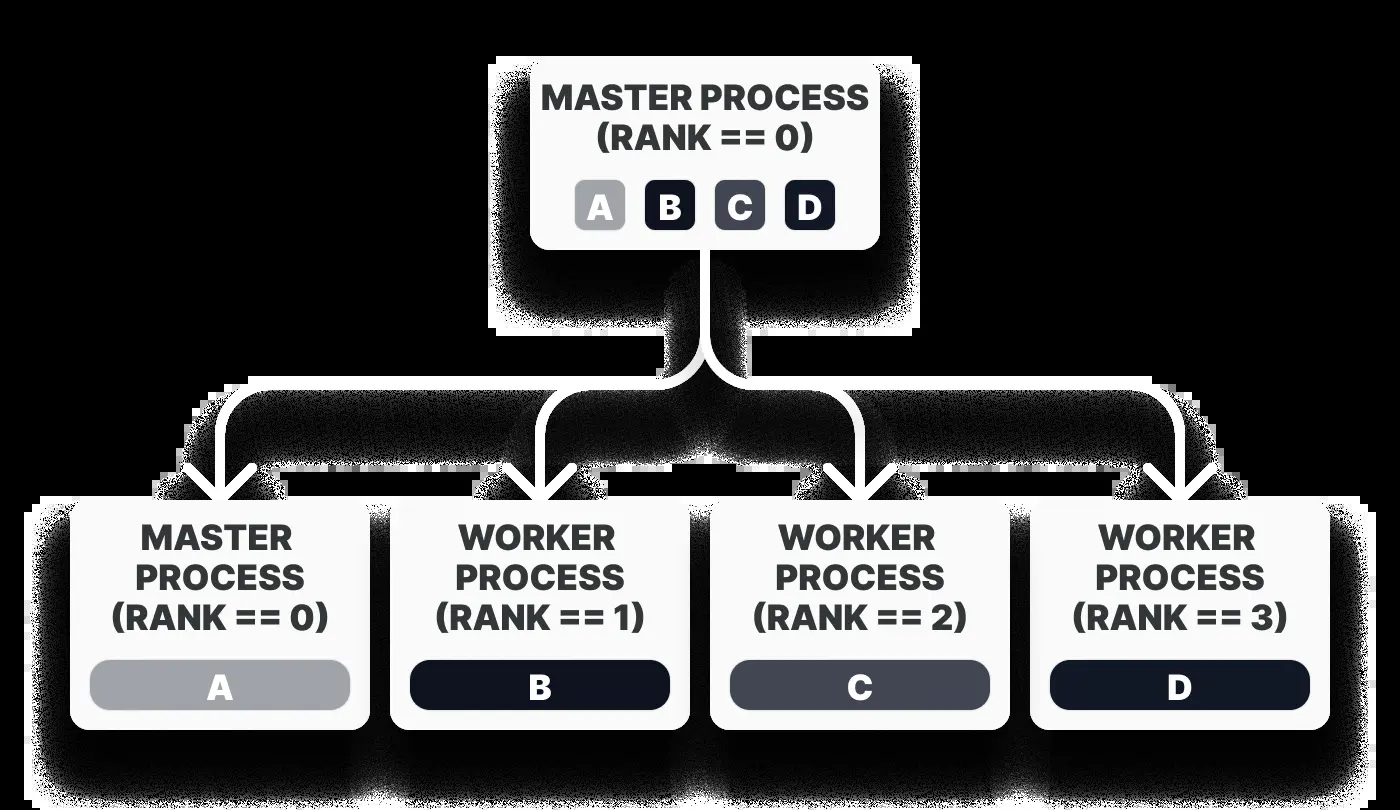 MASTER PROCESS
(RANK == 0)
A B C D
MASTER
PROCESS
(RANK == 0)
A
WORKER
PROCESS
(RANK == 1)
B
WORKER
PROCESS
(RANK == 2)
C
WORKER
PROCESS
(RANK == 3)
D